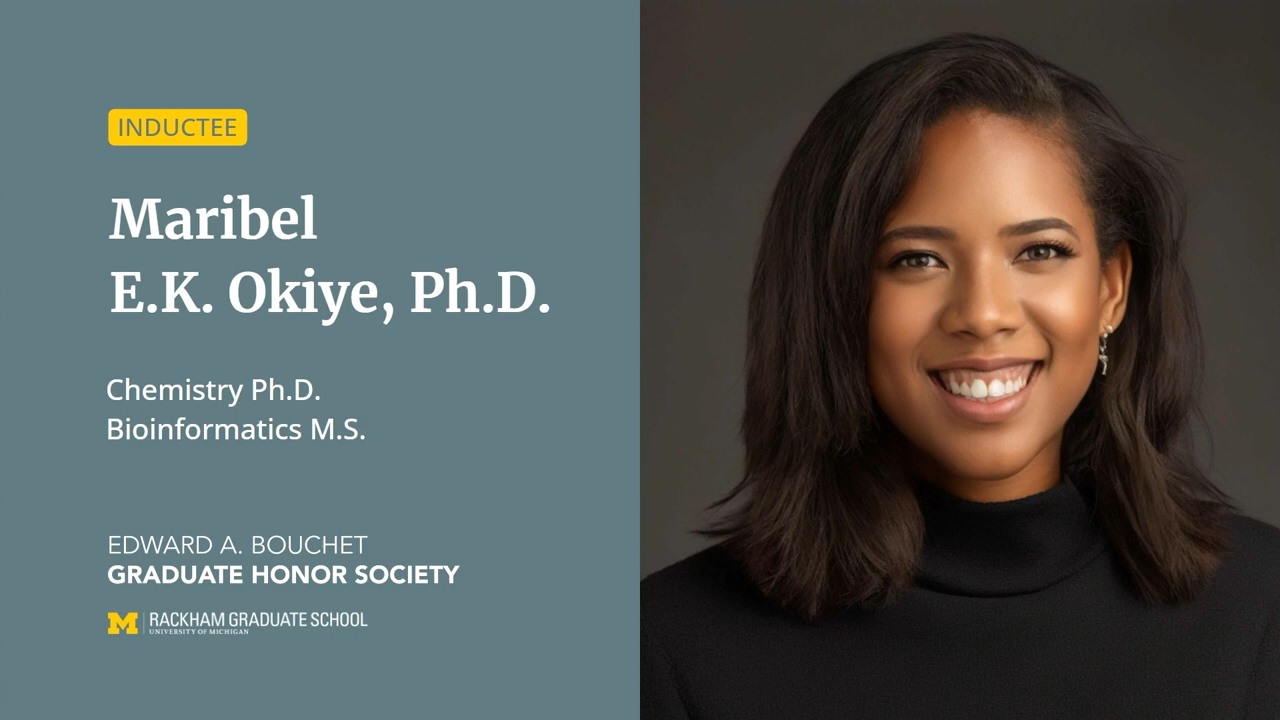 INDUCTEE
Maribel
E.K. Okiye, Ph.D.
Chemistry Ph.D.
Bioinformatics M.S.
EDWARD A. BOUCHET
GRADUATE HONOR SOCIETY
M RACKHAM GRADUATE SCHOOL
UNIVERSITY OF MICHIGAN